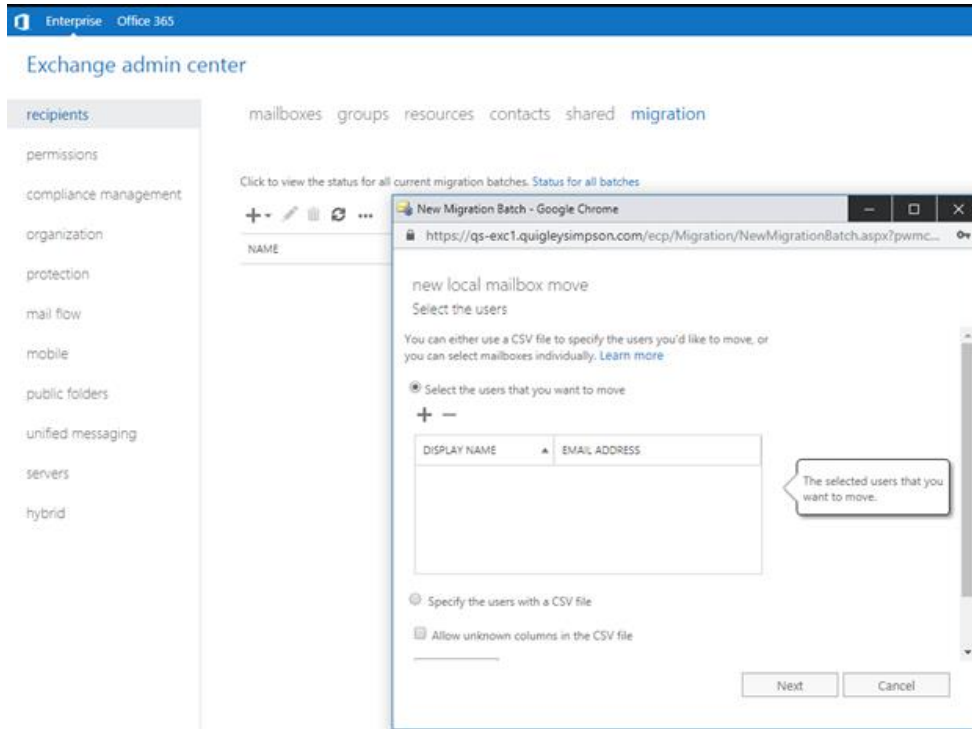 Enterprise Office 365
Exchange admin center
recipients
permissions
compliance management
organization
protection
mail flow
mobile
public folders
unified messaging
servers
hybrid
mailboxes groups resources contacts shared migration
Click to view the status for all current migration batches. Status for all batches
NAME
New Migration Batch - Google Chrome
https://qs-exc1.quigleysimpson.com/ecp/Migration/NewMigrationBatch.aspx?pwmc...
new local mailbox move
Select the users
You can either use a CSV file to specify the users you'd like to move, or
you can select mailboxes individually. Learn more
Select the users that you want to move
DISPLAY NAME EMAIL ADDRESS
The selected users that you
want to move.
Specify the users with a CSV file
Allow unknown columns in the CSV file
Next Cancel